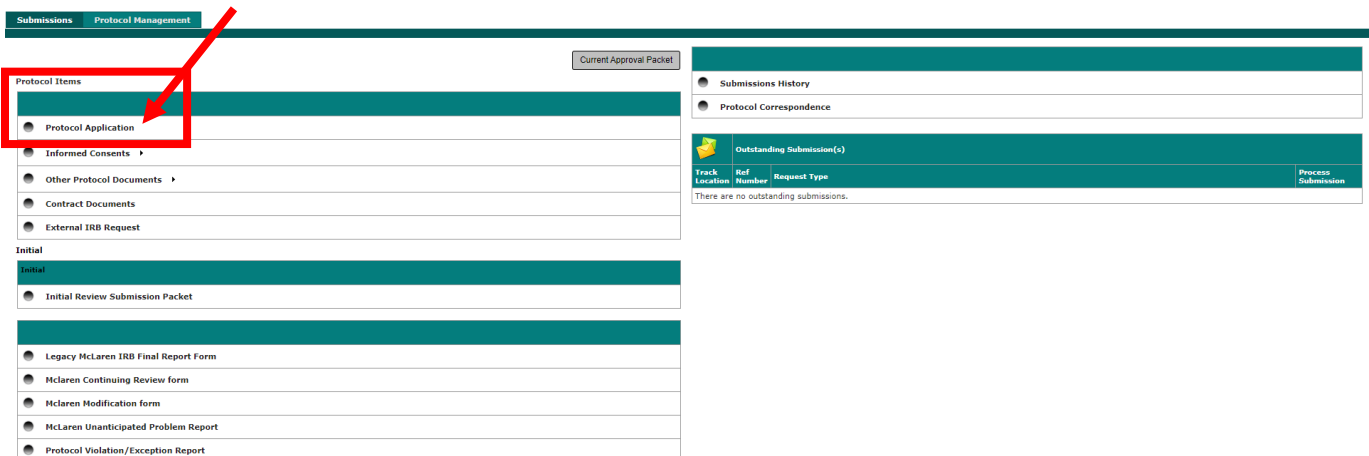 Submissions Protocol Management
Current Approval Packet
Protocol Items
Protocol Application
Informed Consents
Other Protocol Documents
Contract Documents
External IRB Request
Initial
Initial
Initial Review Submission Packet
Legacy McLaren IRB Final Report Form
Mclaren Continuing Review form
Mclaren Modification form
McLaren Unanticipated Problem Report
Protocol Violation/Exception Report
Submissions History
Protocol Correspondence
Outstanding Submission(s)
Track Location Ref Number Request Type Process Submission
There are no outstanding submissions.